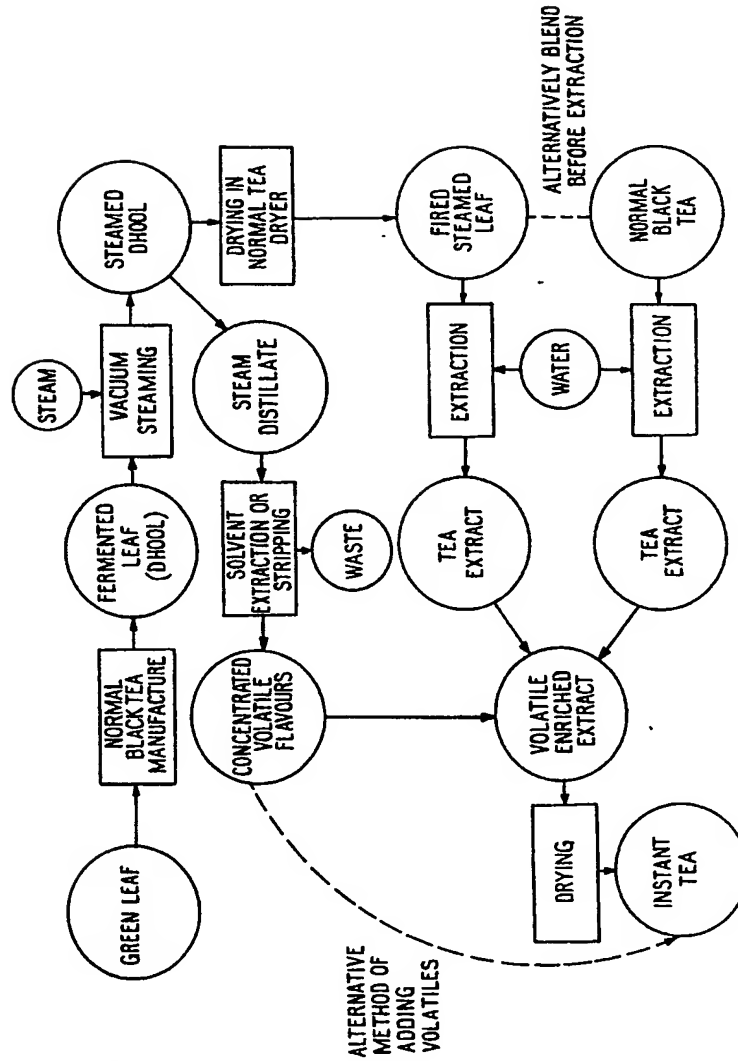 GREEN LEAF
NORMAL
BLACK TEA
MANUFACTURE
FERMENTED
LEAF
(DHOOL)
STEAM
VACUUM
STEAMING
STEAMED
DHOOL
DRYING IN
NORMAL TEA
DRYER
STEAM
DISTILLATE
SOLVENT
EXTRACTION OR
STRIPPING
WASTE
CONCENTRATED
VOLATILE
FLAVOURS
FIRED
STEAMED
LEAF
ALTERNATIVELY BLEND
BEFORE EXTRACTION
NORMAL
BLACK
TEA
EXTRACTION
WATER
EXTRACTION
TEA
EXTRACT
TEA
EXTRACT
VOLATILE
ENRICHED
EXTRACT
DRYING
INSTANT
TEA
ALTERNATIVE
METHOD OF
ADDING
VOLATILES